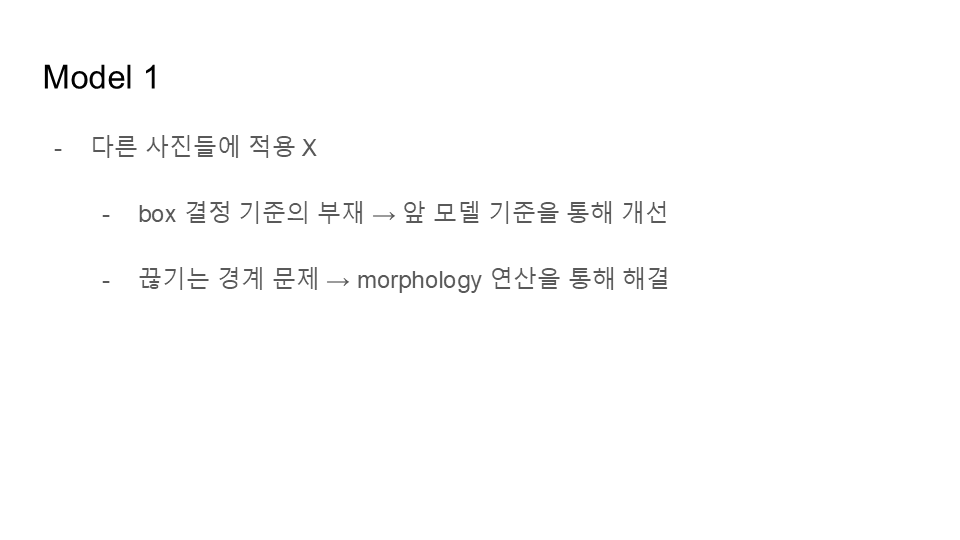 Model 1
- 다른 사진들에 적용 X
- box 결정 기준의 부재 → 앞 모델 기준을 통해 개선
- 끊기는 경계 문제 → morphology 연산을 통해 해결